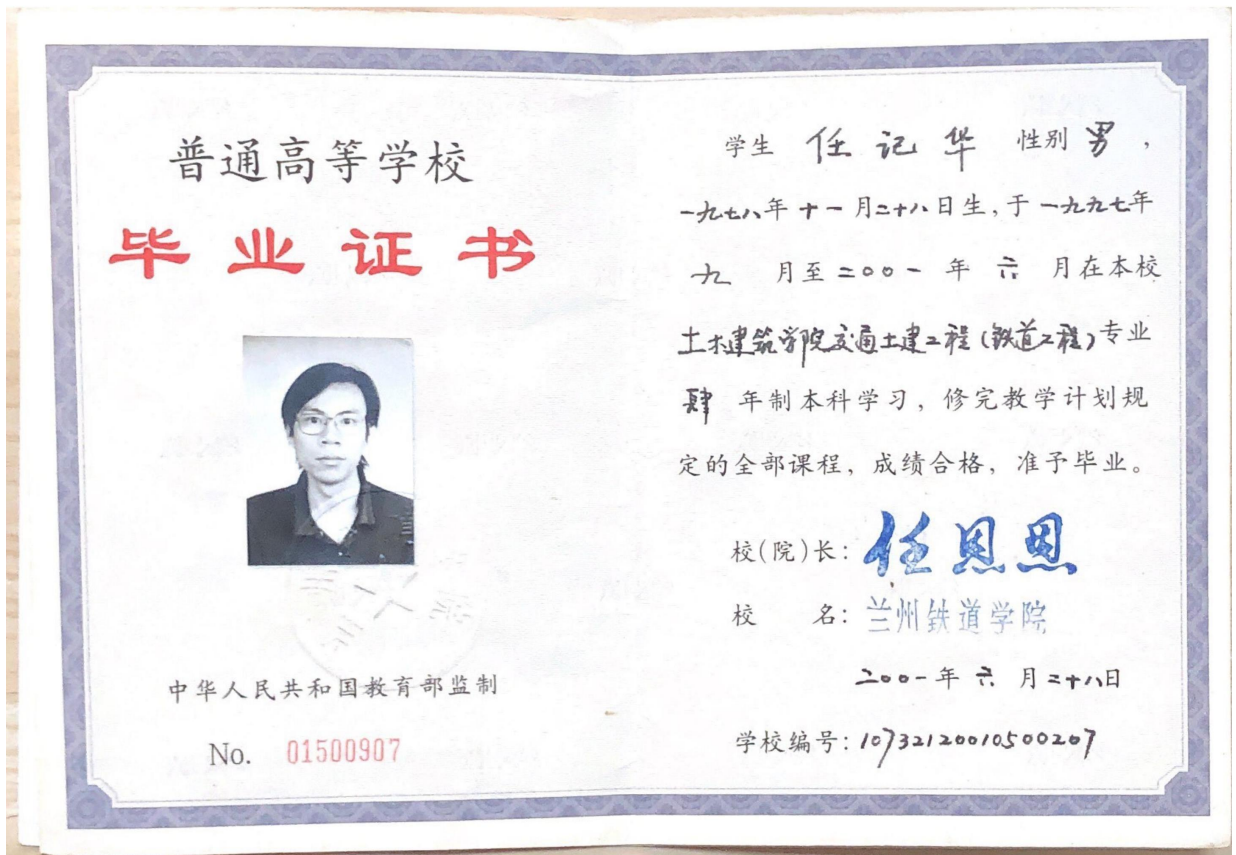 普通高等学校
毕业证书
中华人民共和国教育部监制
No. 01500907
学生 任记华 性别 男，
一九七八年十一月二十八日生，于一九九七年
九 月至二〇〇一 年 六 月在本校
土木建筑学院交通土建工程(铁道工程)专业
肆 年制本科学习，修完教学计划规
定的全部课程，成绩合格，准予毕业。
校(院)长：任恩恩
校 名：兰州铁道学院
二〇〇一年 六 月二十八日
学校编号：10732120010500207